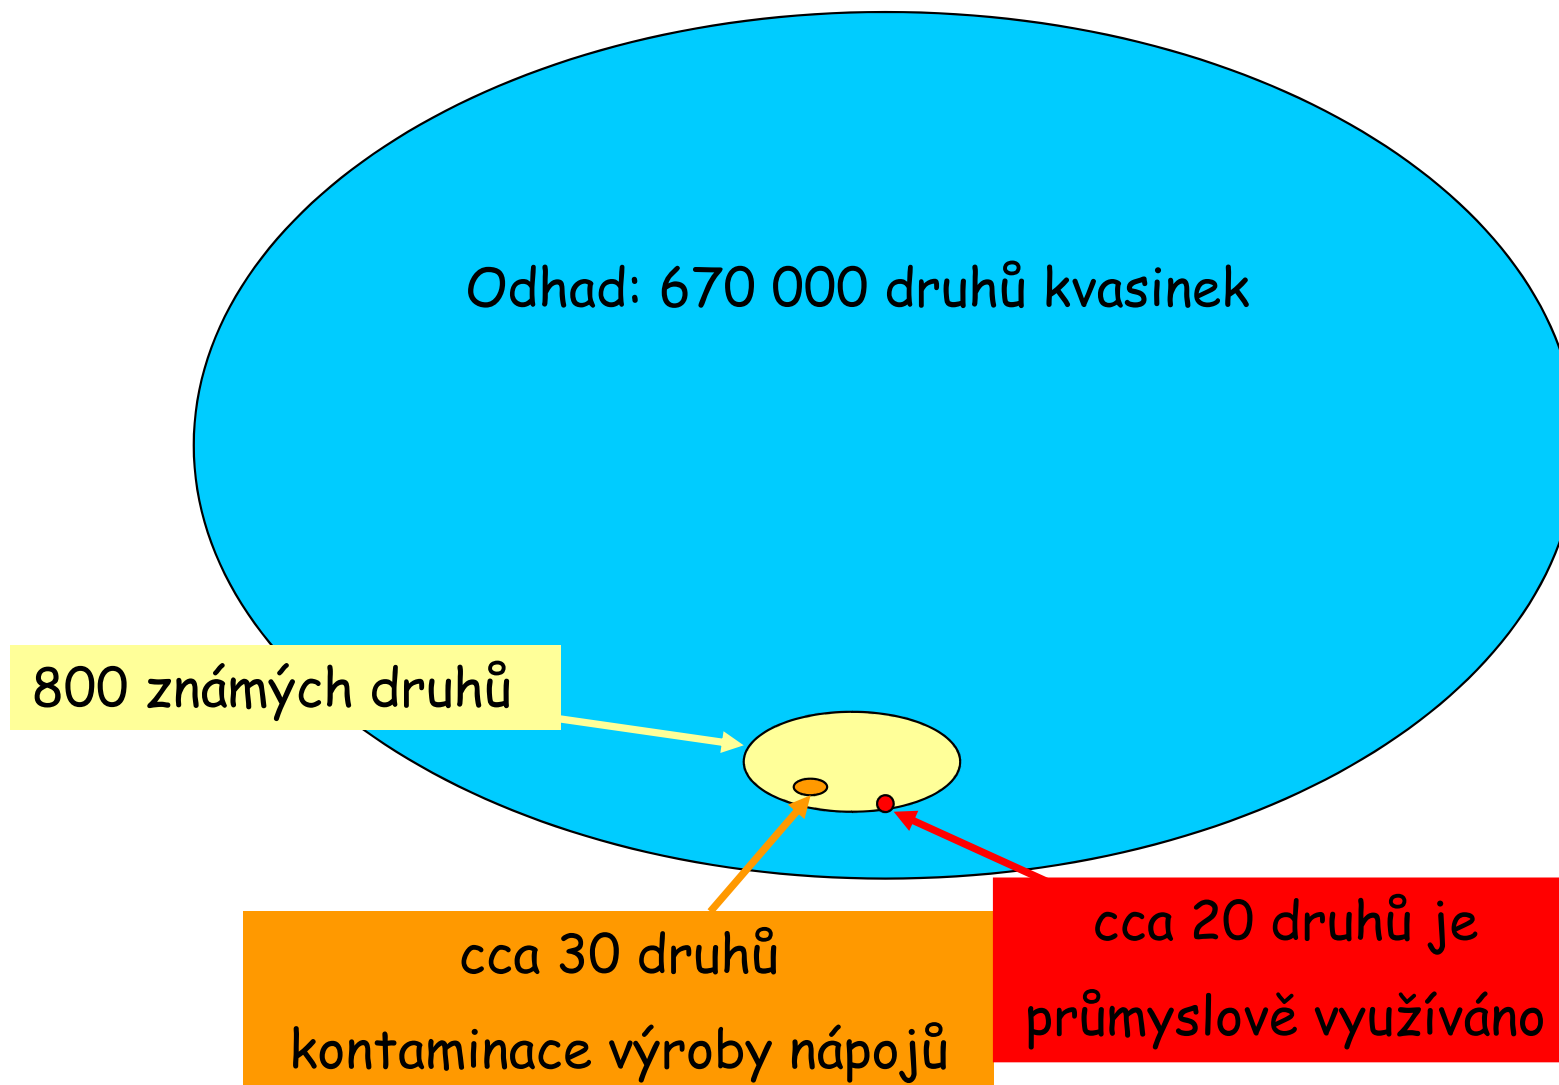 Odhad: 670 000 druhů kvasinek
800 známých druhů
cca 30 druhů
kontaminace výroby nápojů
cca 20 druhů je
průmyslově využíváno